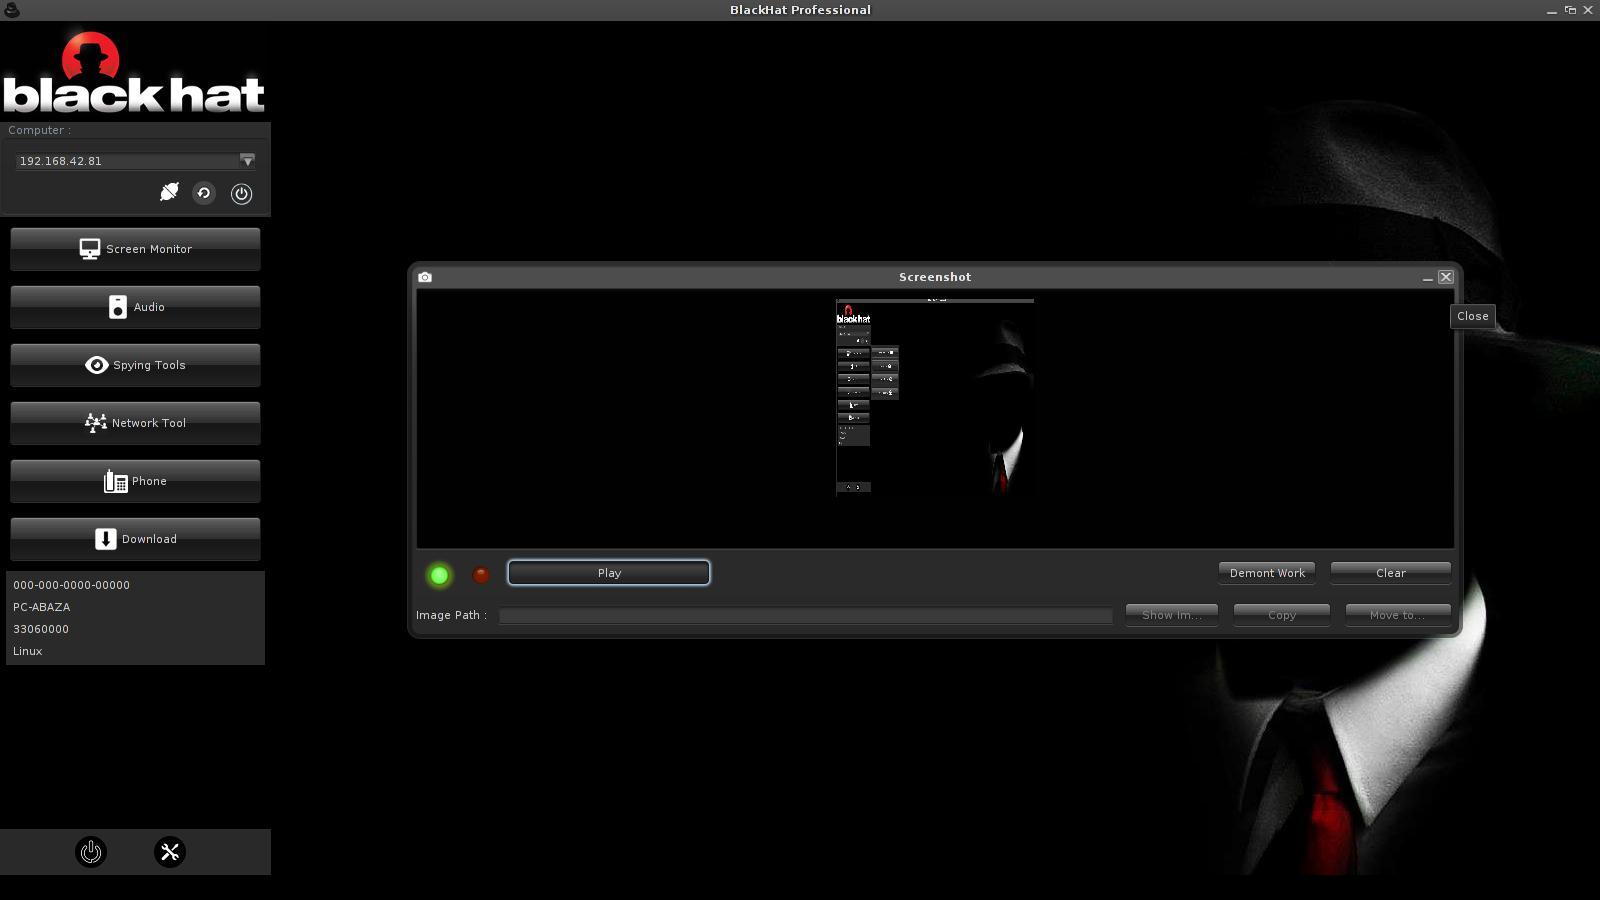 BlackHat Professional
black hat
Computer :
192.168.42.81
Screen Monitor
Audio
Spying Tools
Network Tool
Phone
Download
000-000-0000-00000
PC-ABAZA
33060000
Linux
Screenshot
Close
black hat
Play
Demont Work
Clear
Image Path :
Show Im...
Copy
Move to...